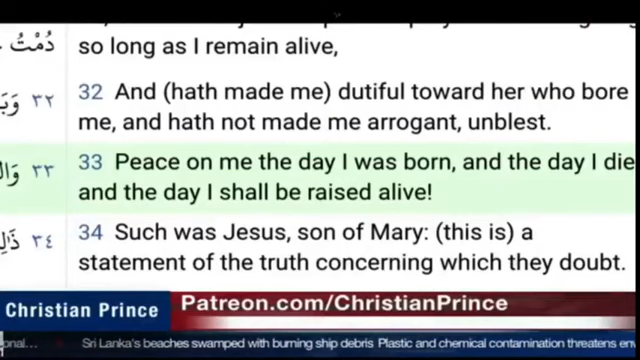 دُمْتُ
so long as I remain alive,
٣٢
32 And (hath made me) dutiful toward her who bore
me, and hath not made me arrogant, unblest.
٣٣
33 Peace on me the day I was born, and the day I die
and the day I shall be raised alive!
٣٤
34 Such was Jesus, son of Mary: (this is) a
statement of the truth concerning which they doubt.
Christian Prince
Patreon.com/ChristianPrince
Sri Lanka's beaches swamped with burning ship debris Plastic and chemical contamination threatens